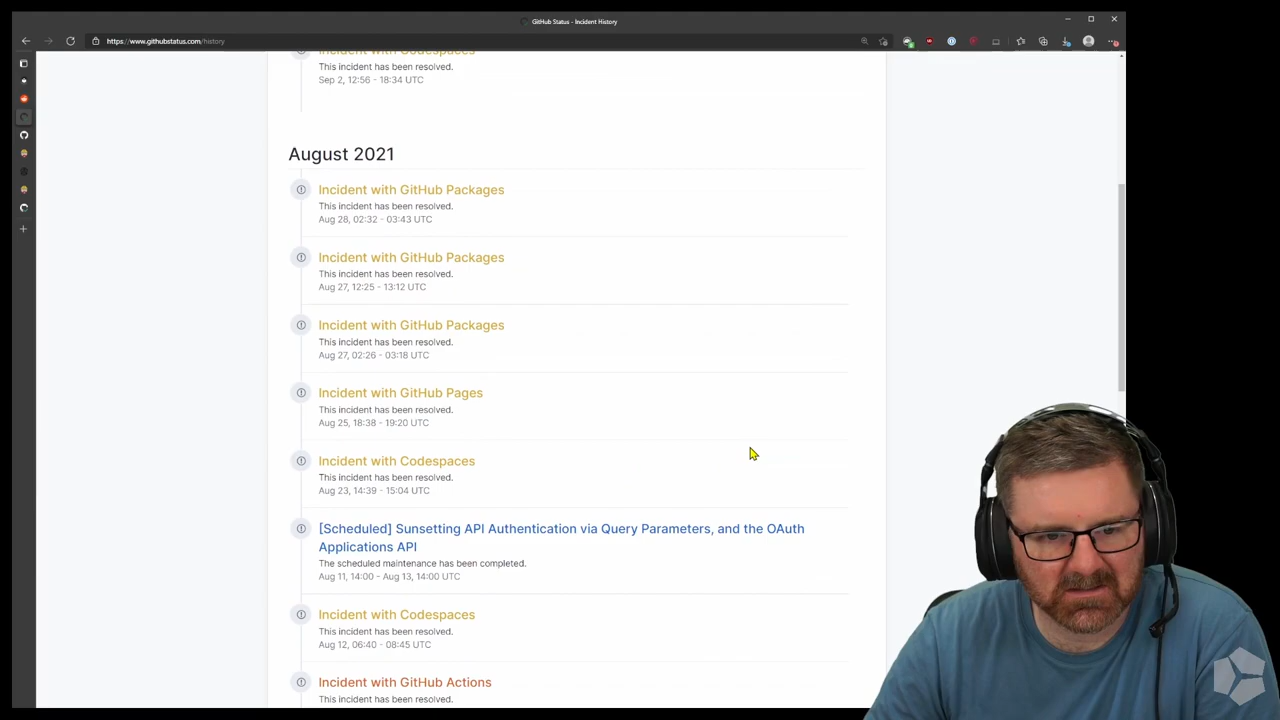 GitHub Status - Incident History
https://www.githubstatus.com/history
Incident with Codespaces
This incident has been resolved.
Sep 2, 12:56 - 18:34 UTC
August 2021
Incident with GitHub Packages
This incident has been resolved.
Aug 28, 02:32 - 03:43 UTC
Incident with GitHub Packages
This incident has been resolved.
Aug 27, 12:25 - 13:12 UTC
Incident with GitHub Packages
This incident has been resolved.
Aug 27, 02:26 - 03:18 UTC
Incident with GitHub Pages
This incident has been resolved.
Aug 25, 18:38 - 19:20 UTC
Incident with Codespaces
This incident has been resolved.
Aug 23, 14:39 - 15:04 UTC
[Scheduled] Sunsetting API Authentication via Query Parameters, and the OAuth
Applications API
The scheduled maintenance has been completed.
Aug 11, 14:00 - Aug 13, 14:00 UTC
Incident with Codespaces
This incident has been resolved.
Aug 12, 06:40 - 08:45 UTC
Incident with GitHub Actions
This incident has been resolved.